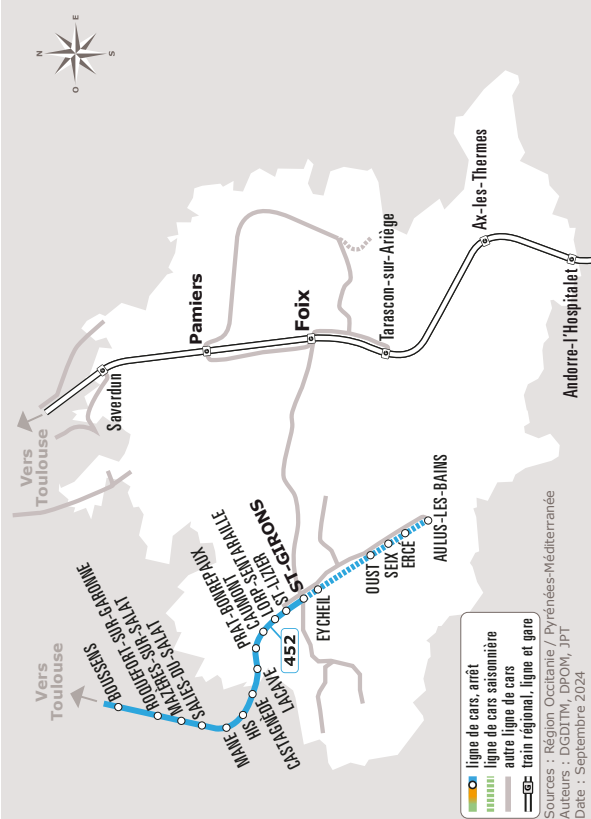 N
E
S
O
Vers
Toulouse
Saverdun
Pamiers
Foix
Tarascon-sur-Ariège
Ax-les-Thermes
Andorre-l'Hospitalet
Vers
Toulouse
BOUSSENS
ROQUEFORT-SUR-GARONNE
MAZÈRES-SUR-SALAT
SALIES-DU-SALAT
MANE
HIS
CASTAGNÈDE
LACAVE
PRAT-BONREPAUX
CAUMONT
LORP-SENTARAILLE
ST-LIZIER
ST-GIRONS
452
EYCHEIL
OUST
SEIX
ERCÉ
AULUS-LES-BAINS
ligne de cars, arrêt
ligne de cars saisonnière
autre ligne de cars
G train régional, ligne et gare
Sources : Région Occitanie / Pyrénées-Méditerranée
Auteurs : DGDITM, DPOM, JPT
Date : Septembre 2024